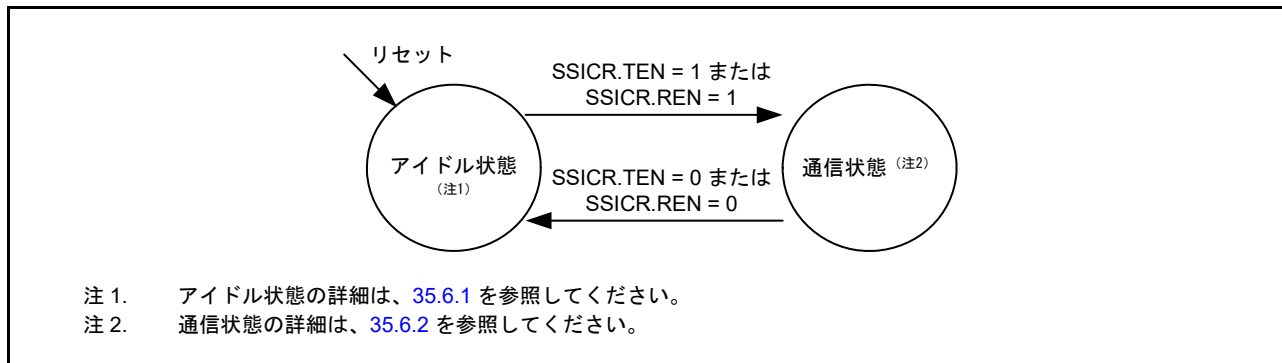 リセット
SSICR.TEN = 1 または
SSICR.REN = 1
アイドル状態
（注1）
通信状態（注2）
SSICR.TEN = 0 または
SSICR.REN = 0
注 1. アイドル状態の詳細は、35.6.1 を参照してください。
注 2. 通信状態の詳細は、35.6.2 を参照してください。